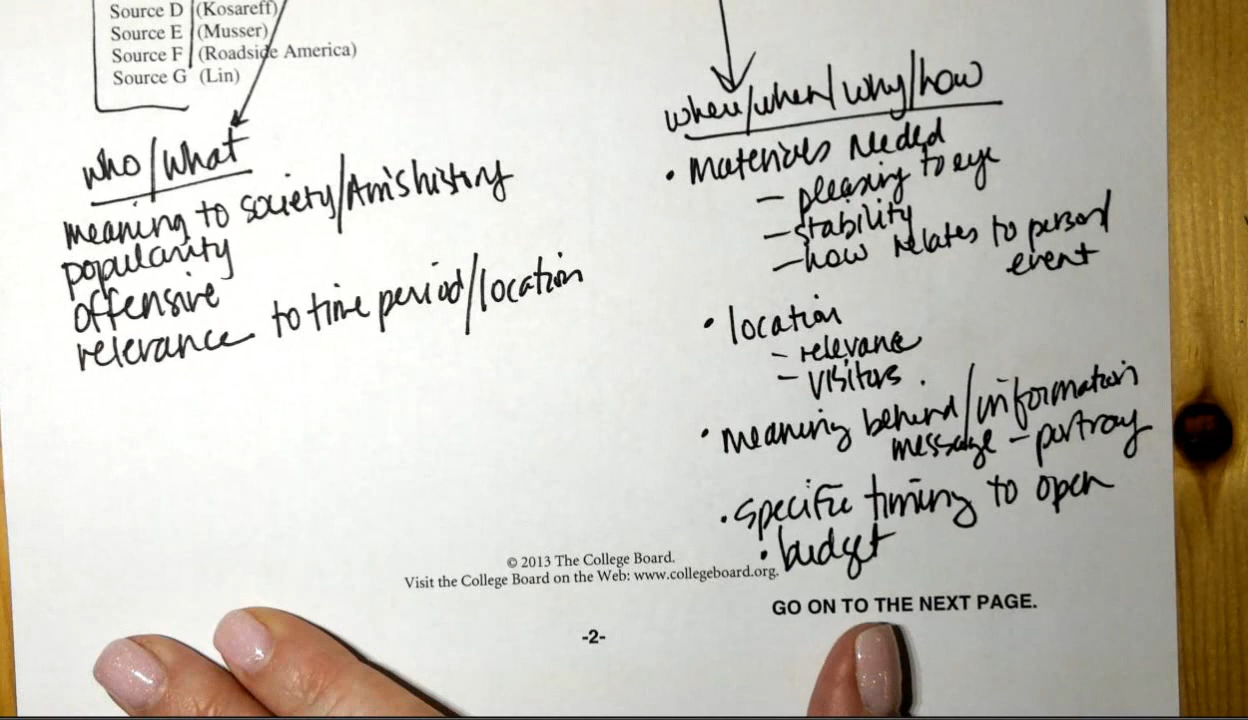 Source D (Kosareff)
Source E (Musser)
Source F (Roadside America)
Source G (Lin)
who/what
meaning to society/Am's history
popularity
offensive
relevance to time period/location
where/when/why/how
• Materials needed
- pleasing to eye
- stability
- how relates to person/
event
• location
- relevance
- visitors
• meaning behind/information
message - portray
• specific timing to open
• budget
© 2013 The College Board.
Visit the College Board on the Web: www.collegeboard.org.
GO ON TO THE NEXT PAGE.
-2-